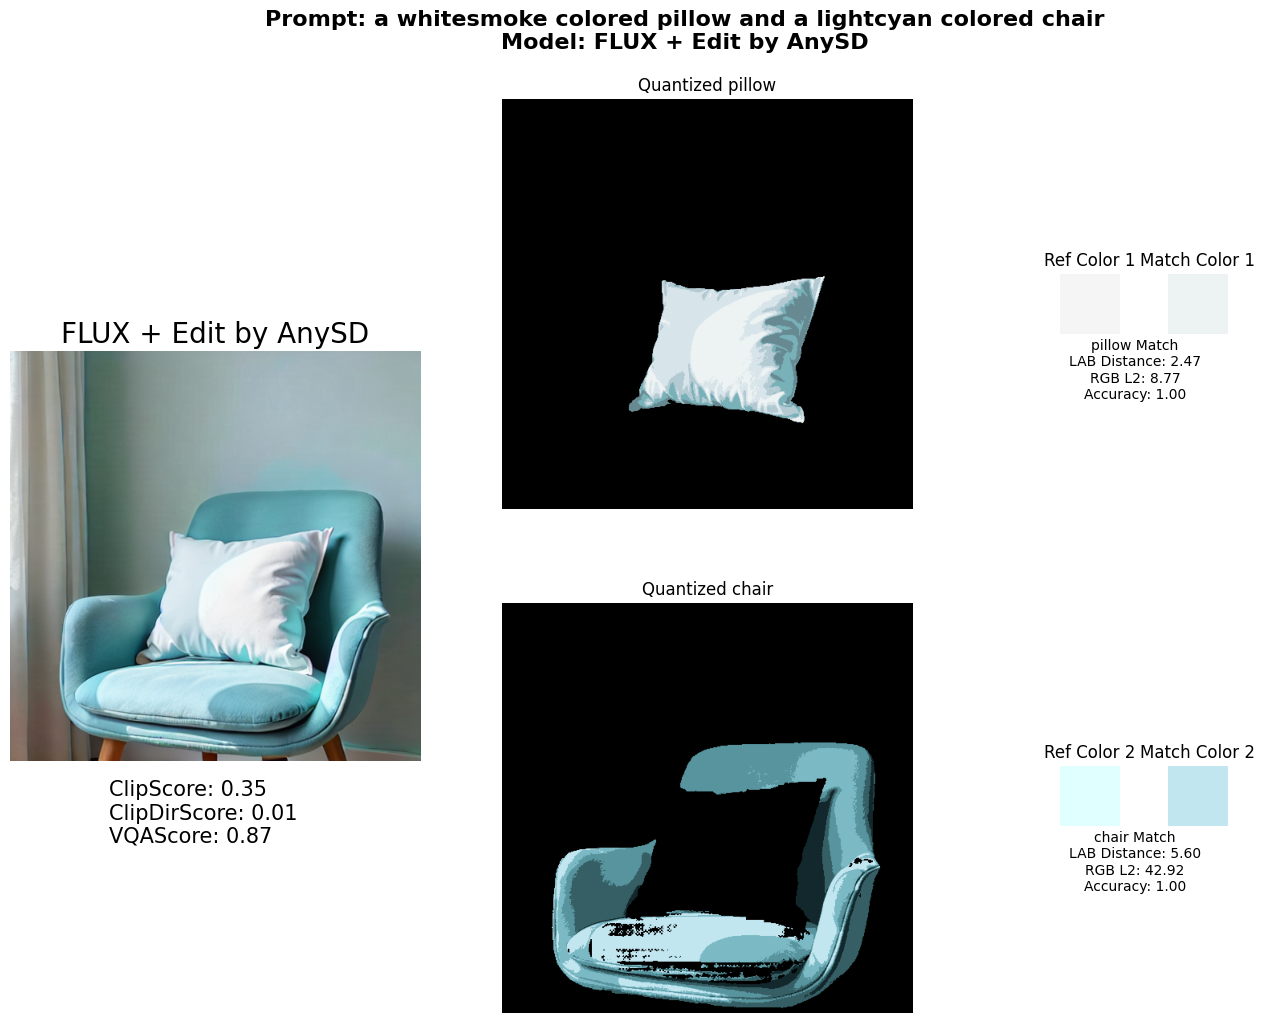 Prompt: a whitesmoke colored pillow and a lightcyan colored chair
Model: FLUX + Edit by AnySD
Quantized pillow
Ref Color 1 Match Color 1
pillow Match
LAB Distance: 2.47
RGB L2: 8.77
Accuracy: 1.00
FLUX + Edit by AnySD
ClipScore: 0.35
ClipDirScore: 0.01
VQAScore: 0.87
Quantized chair
Ref Color 2 Match Color 2
chair Match
LAB Distance: 5.60
RGB L2: 42.92
Accuracy: 1.00